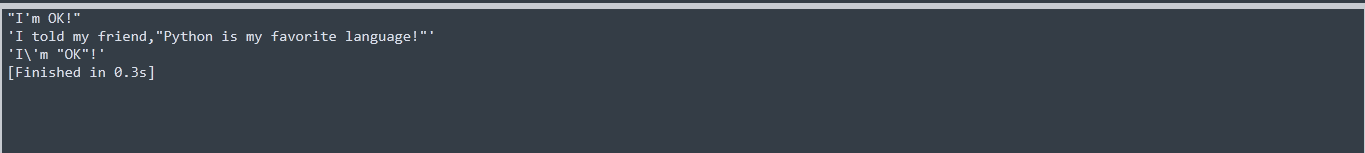 "I'm OK!"
'I told my friend,"Python is my favorite language!"'
'I\'m "OK"!'
[Finished in 0.3s]